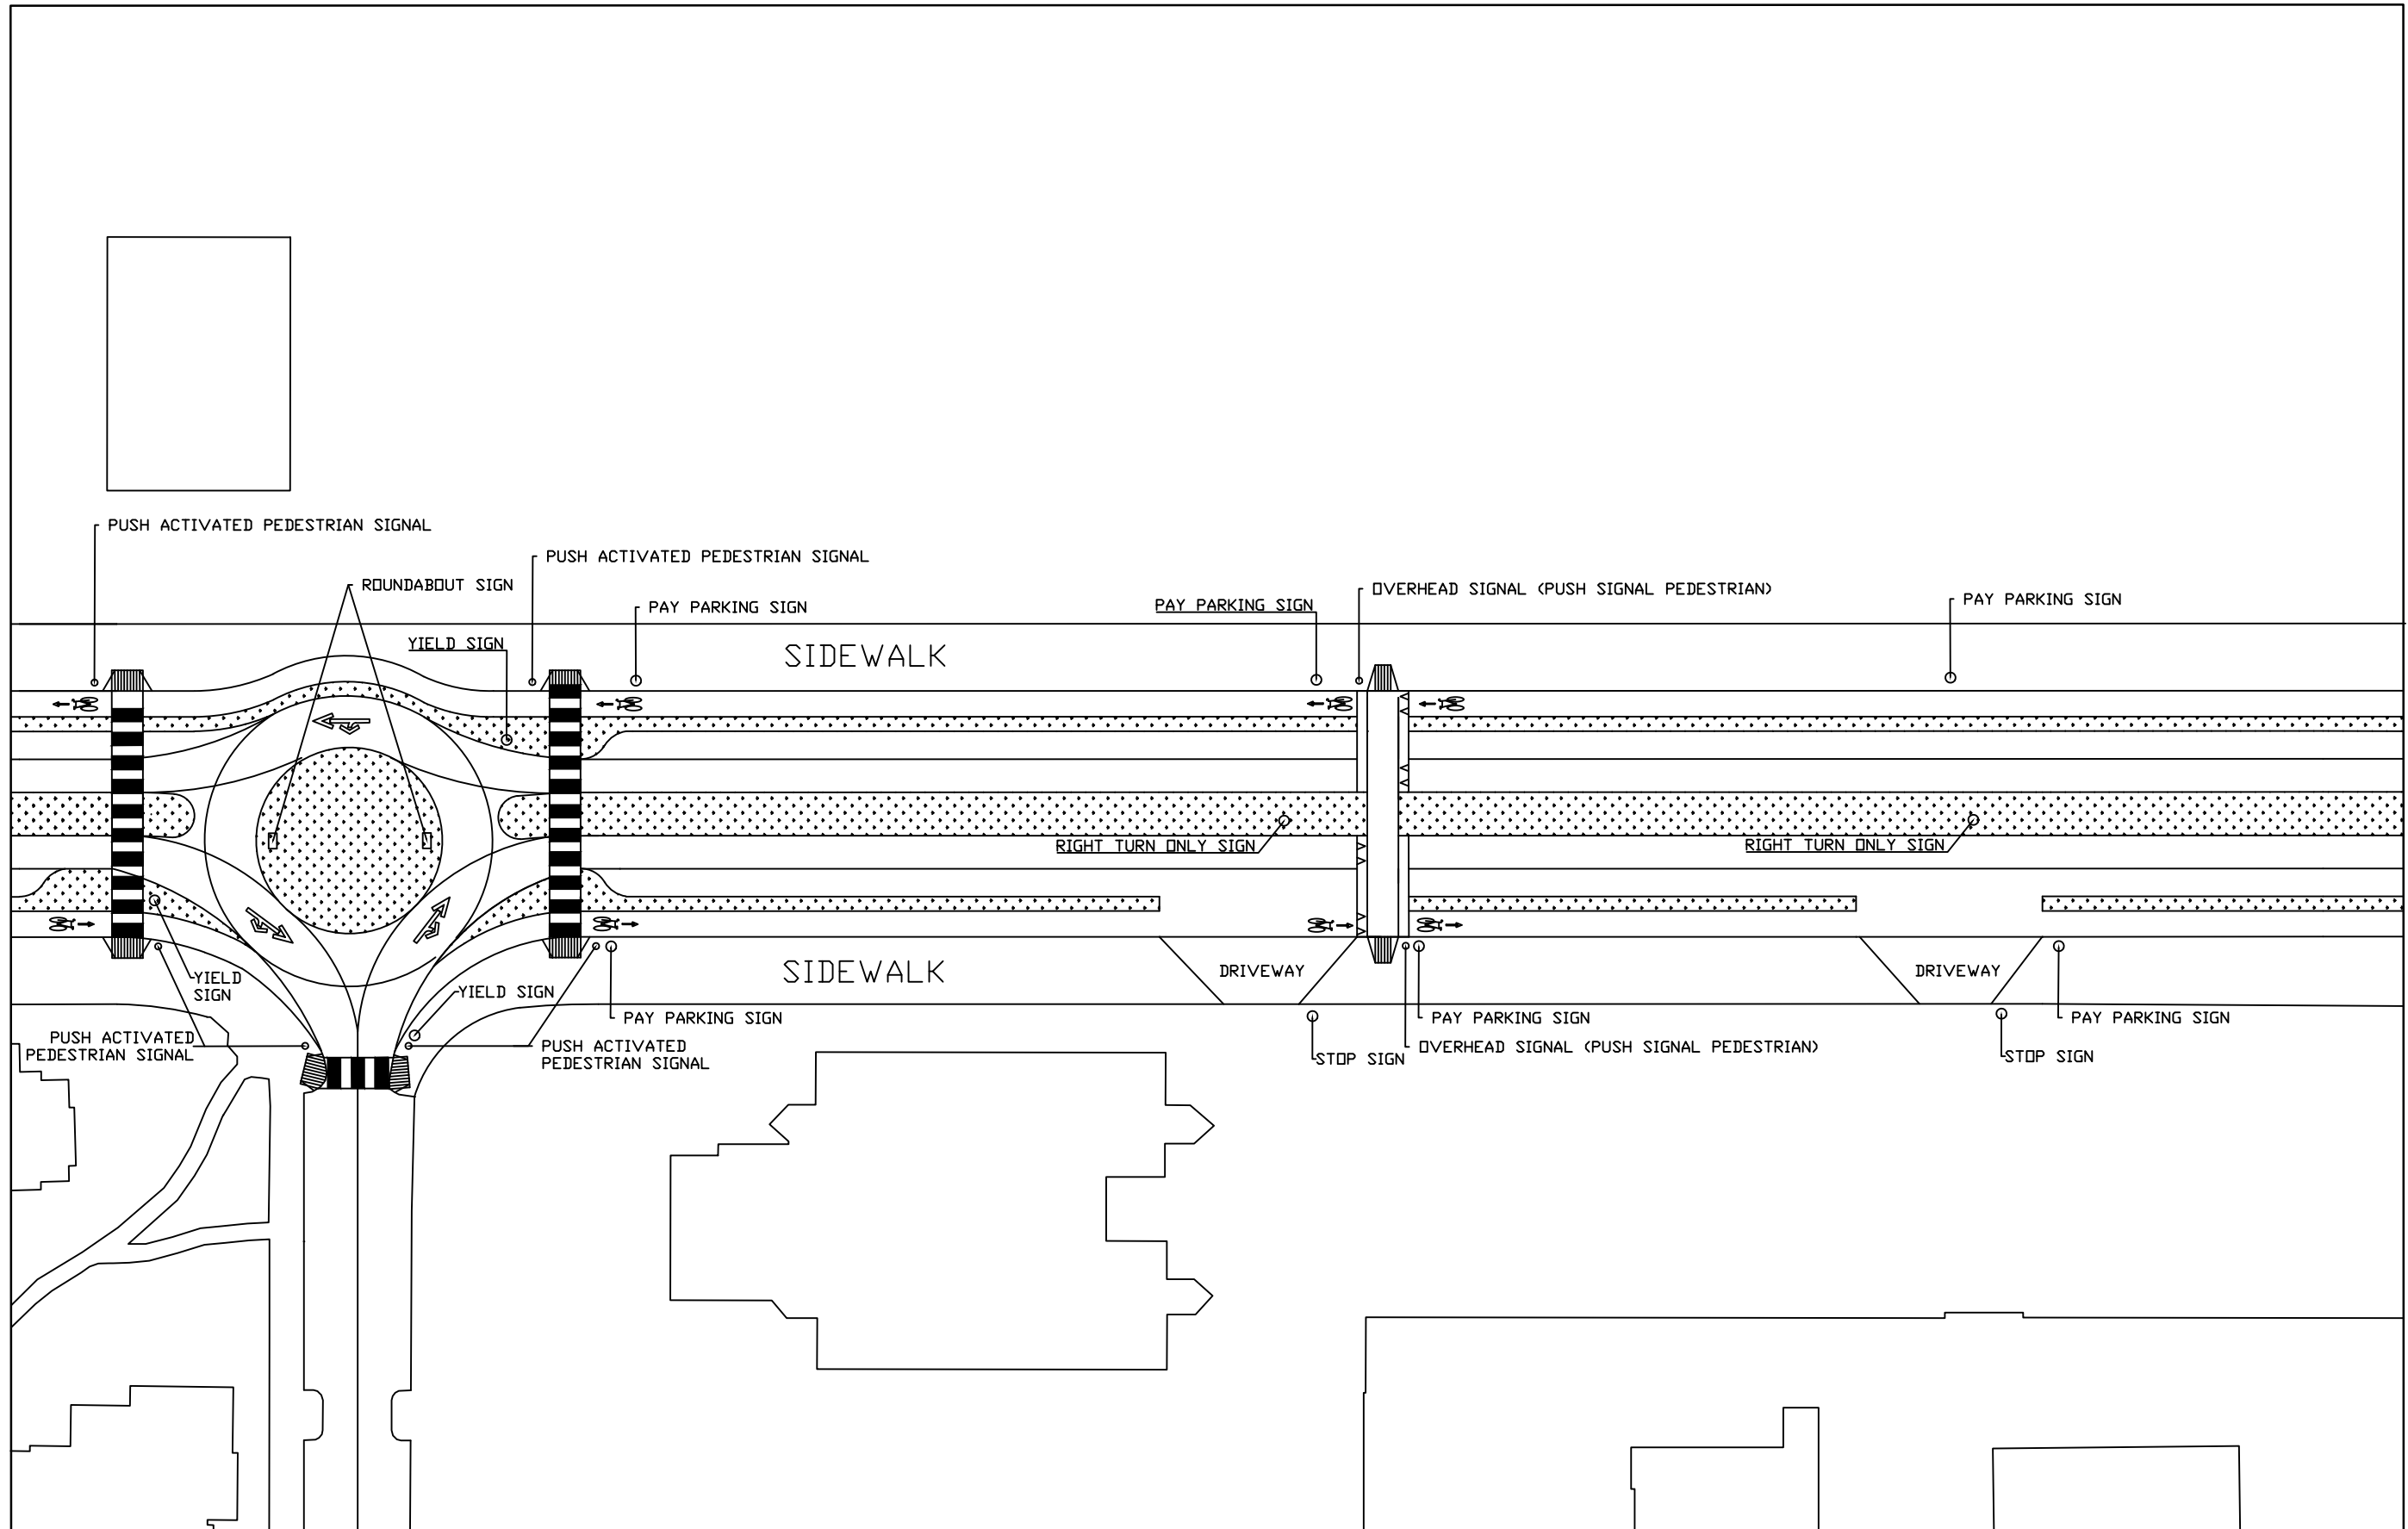 PUSH ACTIVATED PEDESTRIAN SIGNAL
PUSH ACTIVATED PEDESTRIAN SIGNAL
ROUNDABOUT SIGN
OVERHEAD SIGNAL (PUSH SIGNAL PEDESTRIAN)
PAY PARKING SIGN
PAY PARKING SIGN
PAY PARKING SIGN
YIELD SIGN
SIDEWALK
RIGHT TURN ONLY SIGN
RIGHT TURN ONLY SIGN
SIDEWALK
DRIVEWAY
DRIVEWAY
YIELD
SIGN
YIELD SIGN
PAY PARKING SIGN
PAY PARKING SIGN
PAY PARKING SIGN
PUSH ACTIVATED
PEDESTRIAN SIGNAL
PUSH ACTIVATED
PEDESTRIAN SIGNAL
OVERHEAD SIGNAL (PUSH SIGNAL PEDESTRIAN)
STOP SIGN
STOP SIGN